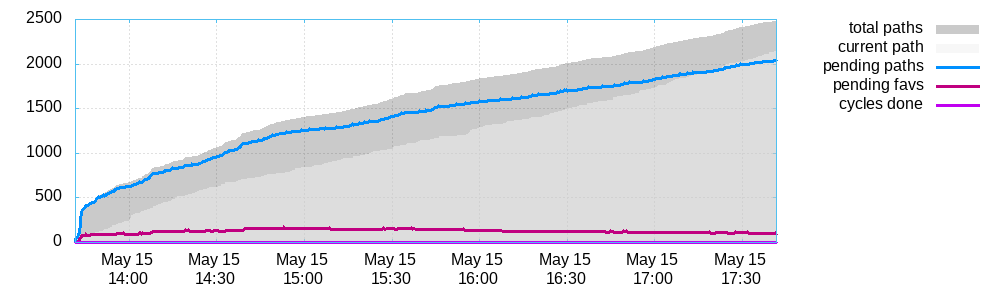 2500
2000
1500
1000
500
0
May 15 May 15 May 15 May 15 May 15 May 15 May 15 May 15
14:00 14:30 15:00 15:30 16:00 16:30 17:00 17:30
total paths
current path
pending paths
pending favs
cycles done